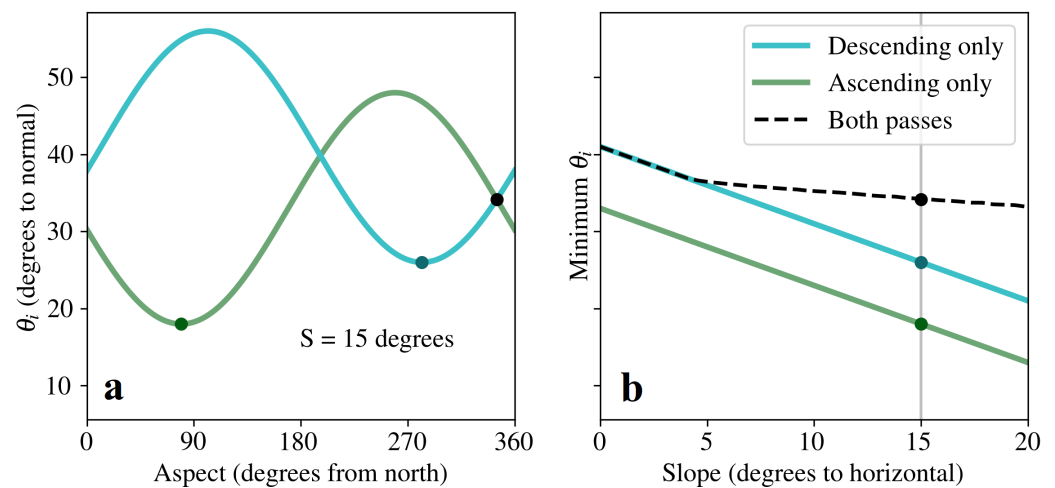 50
40
30
20
10
θi (degrees to normal)
S = 15 degrees
a
0 90 180 270 360
Aspect (degrees from north)
Descending only
Ascending only
Both passes
Minimum θi
b
0 5 10 15 20
Slope (degrees to horizontal)